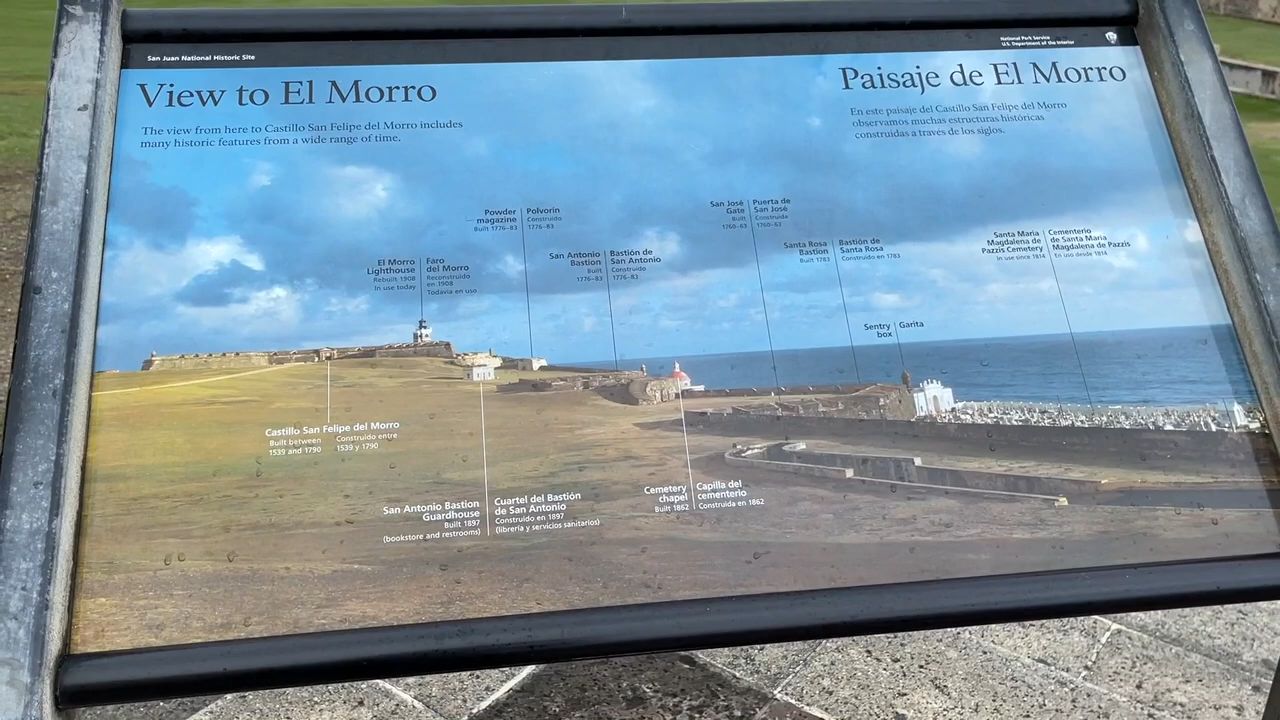 San Juan National Historic Site
National Park Service
U.S. Department of the Interior
View to El Morro
The view from here to Castillo San Felipe del Morro includes
many historic features from a wide range of time.
Paisaje de El Morro
En este paisaje del Castillo San Felipe del Morro
observamos muchas estructuras históricas
construidas a través de los siglos.
El Morro
Lighthouse
Rebuilt 1908
In use today
Faro
del Morro
Reconstruido
en 1908
Todavía en uso
Powder
magazine
Built 1776–83
Polvorín
Construido
1776–83
San Antonio
Bastion
Built
1776–83
Bastión de
San Antonio
Construido
1776–83
San José
Gate
Built
1760–63
Puerta de
San José
Construida
1760–63
Santa Rosa
Bastion
Built 1783
Bastión de
Santa Rosa
Construido en 1783
Sentry
box
Garita
Santa María
Magdalena de
Pazzis Cemetery
In use since 1814
Cementerio
de Santa María
Magdalena de Pazzis
En uso desde 1814
Castillo San Felipe del Morro
Built between
1539 and 1790
Construido entre
1539 y 1790
San Antonio Bastion
Guardhouse
Built 1897
(bookstore and restrooms)
Cuartel del Bastión
de San Antonio
Construido en 1897
(librería y servicios sanitarios)
Cemetery
chapel
Built 1862
Capilla del
cementerio
Construida en 1862